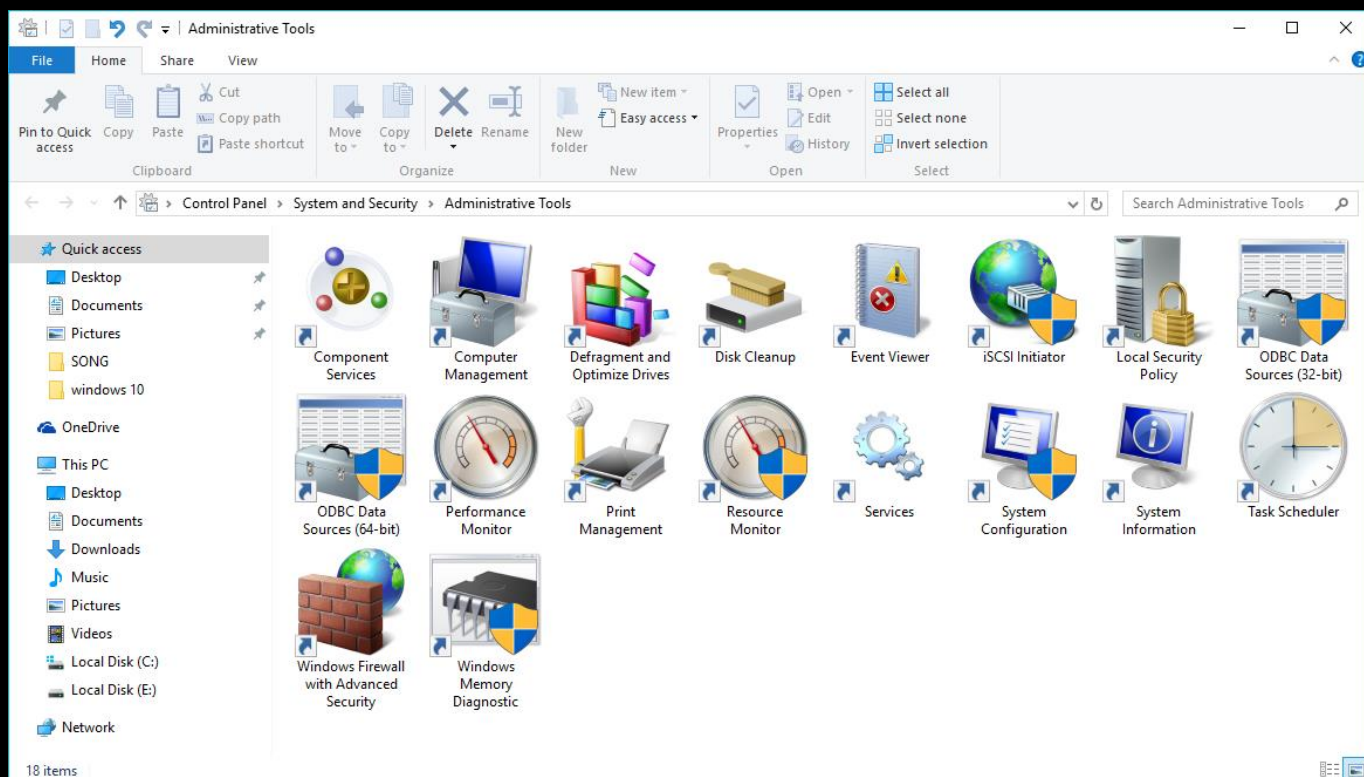 Administrative Tools
File Home Share View
Pin to Quick access
Copy
Paste
Cut
Copy path
Paste shortcut
Clipboard
Move to
Copy to
Delete
Rename
Organize
New folder
New item
Easy access
New
Properties
Open
Edit
History
Open
Select all
Select none
Invert selection
Select
Control Panel System and Security Administrative Tools
Search Administrative Tools
Quick access
Desktop
Documents
Pictures
SONG
windows 10
OneDrive
This PC
Desktop
Documents
Downloads
Music
Pictures
Videos
Local Disk (C:)
Local Disk (E:)
Network
Component
Services
Computer
Management
Defragment and
Optimize Drives
Disk Cleanup
Event Viewer
iSCSI Initiator
Local Security
Policy
ODBC Data
Sources (32-bit)
ODBC Data
Sources (64-bit)
Performance
Monitor
Print
Management
Resource
Monitor
Services
System
Configuration
System
Information
Task Scheduler
Windows Firewall
with Advanced
Security
Windows
Memory
Diagnostic
18 items